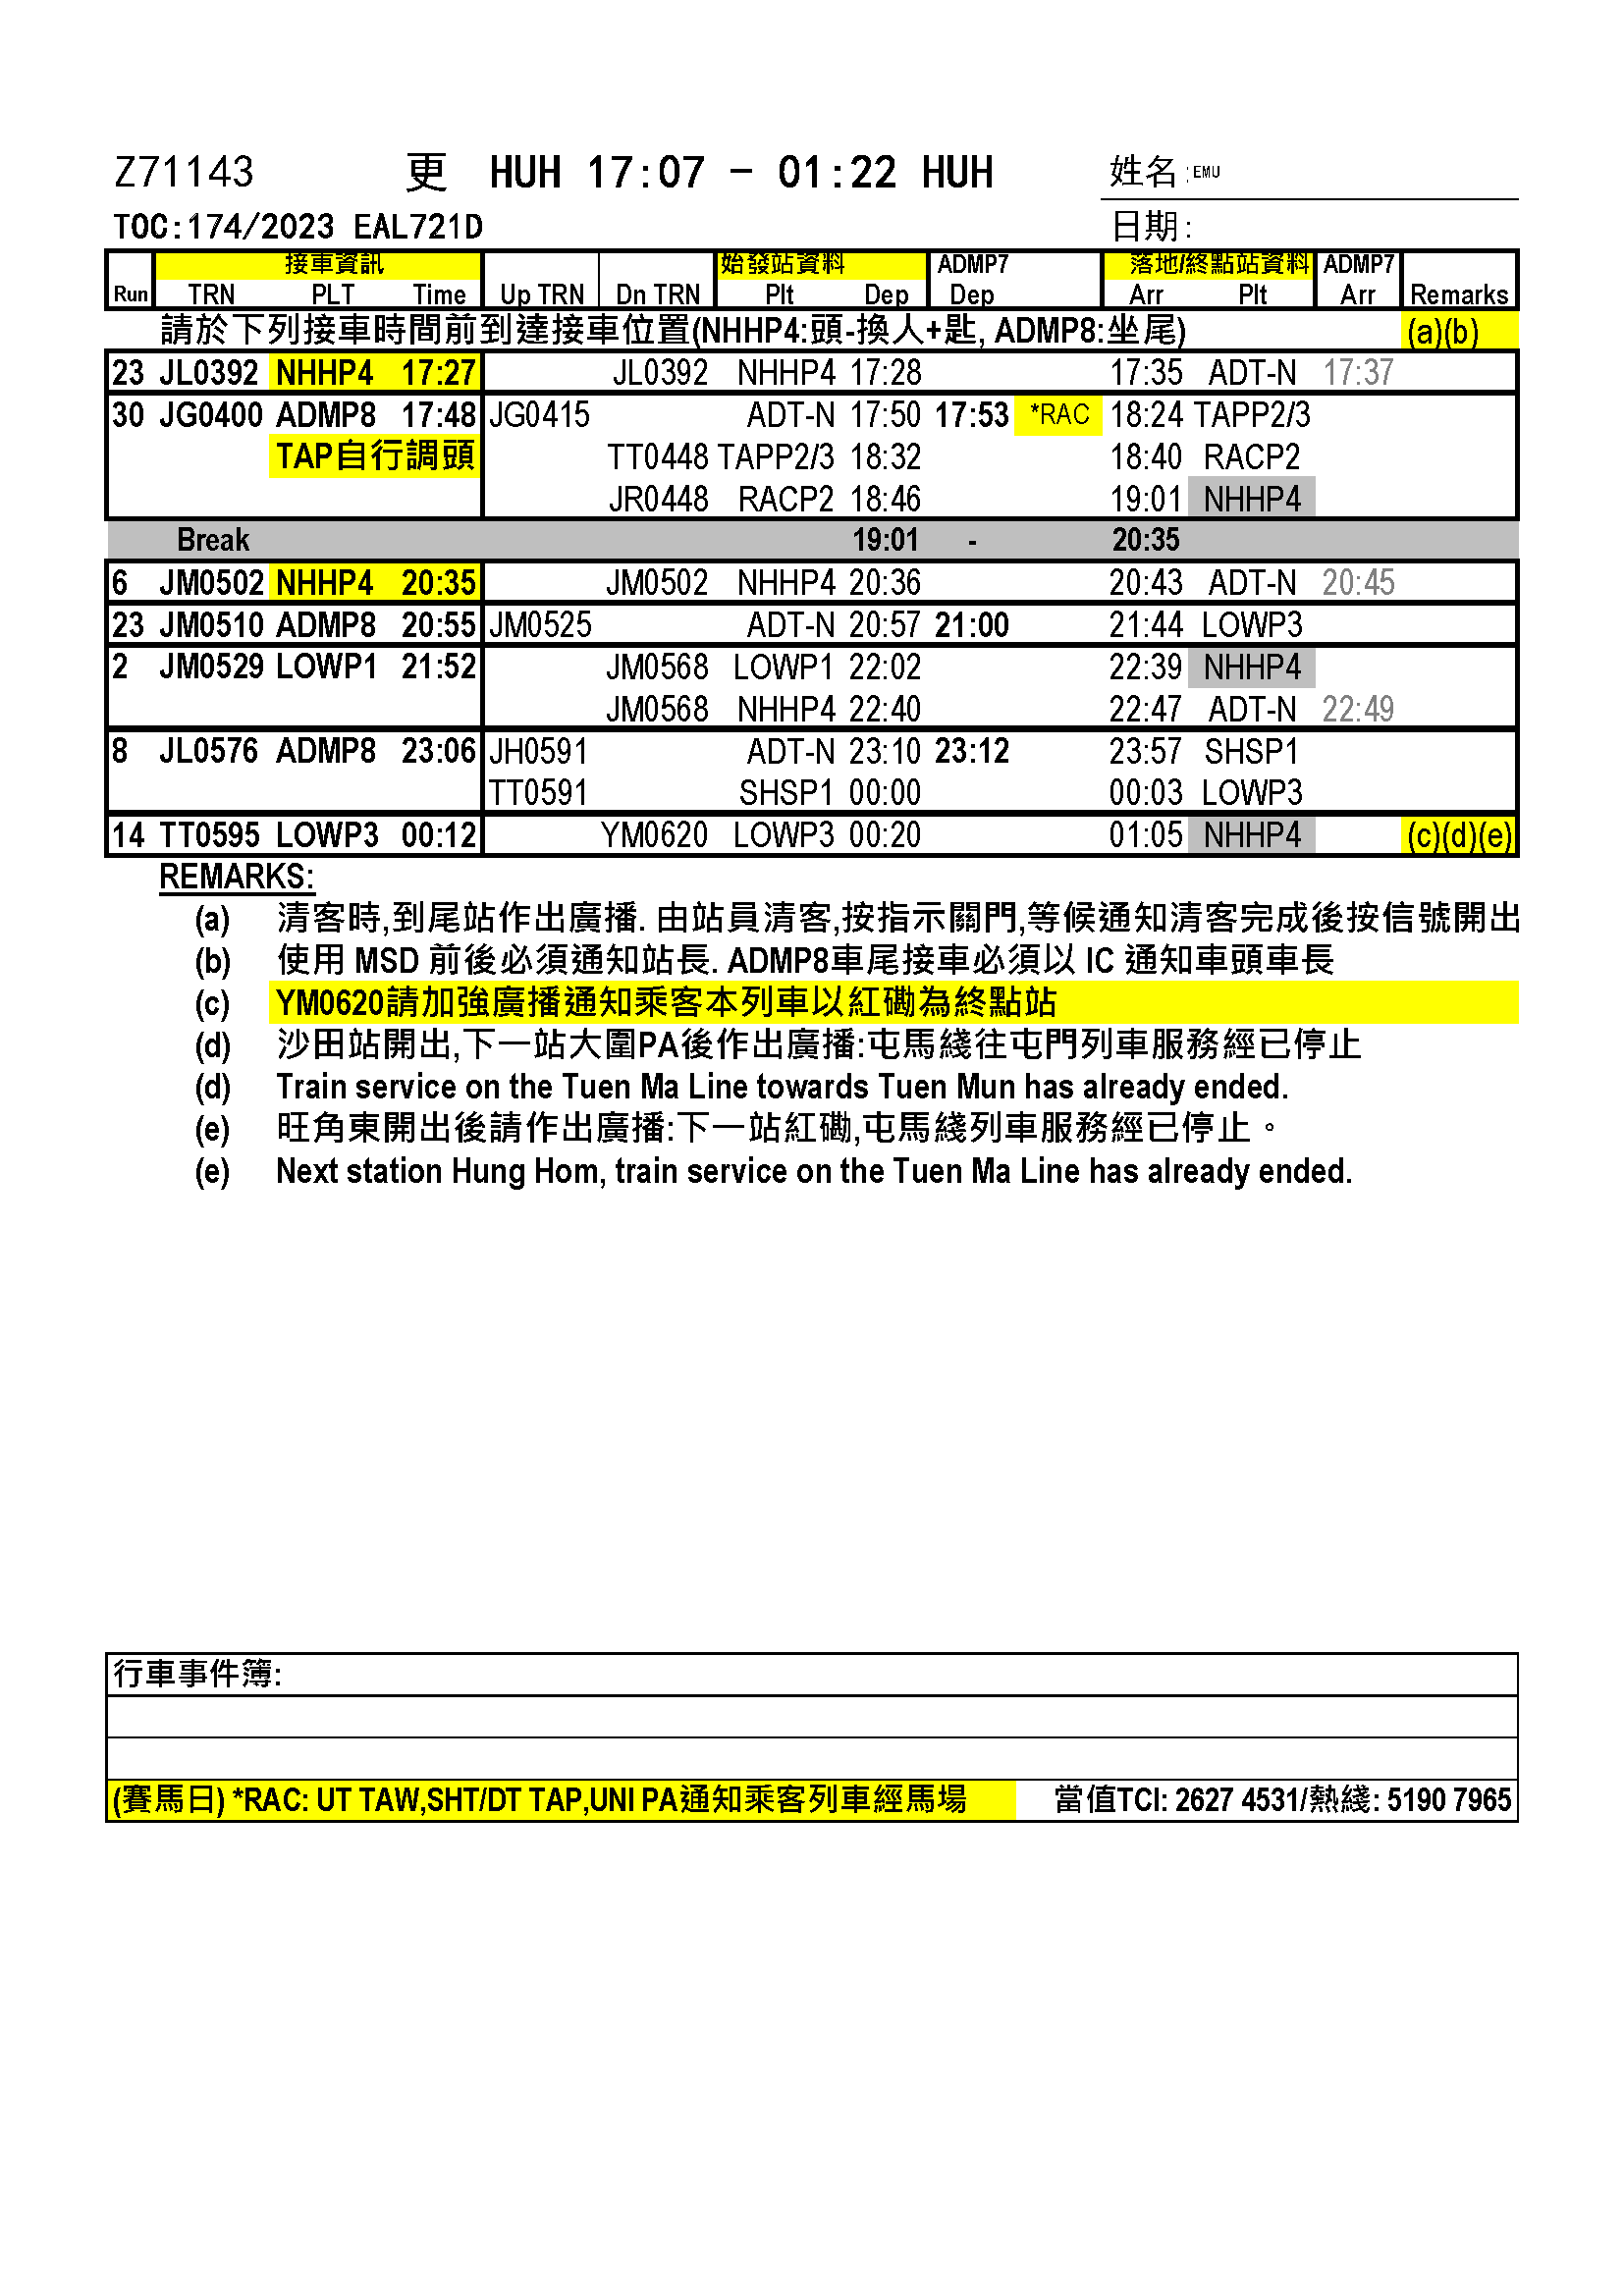 Z71143 更 HUH 17:07 - 01:22 HUH 姓名:EMU
TOC:174/2023 EAL721D 日期:
接車資訊 始發站資料 ADMP7 落地/終點站資料 ADMP7
Run TRN PLT Time Up TRN Dn TRN Plt Dep Dep Arr Plt Arr Remarks
請於下列接車時間前到達接車位置(NHHP4:頭-換人+匙, ADMP8:坐尾) (a)(b)
23 JL0392 NHHP4 17:27 JL0392 NHHP4 17:28 17:35 ADT-N 17:37
30 JG0400 ADMP8 17:48 JG0415 ADT-N 17:50 17:53 *RAC 18:24 TAPP2/3
TAP自行調頭 TT0448 TAPP2/3 18:32 18:40 RACP2
JR0448 RACP2 18:46 19:01 NHHP4
Break 19:01 - 20:35
6 JM0502 NHHP4 20:35 JM0502 NHHP4 20:36 20:43 ADT-N 20:45
23 JM0510 ADMP8 20:55 JM0525 ADT-N 20:57 21:00 21:44 LOWP3
2 JM0529 LOWP1 21:52 JM0568 LOWP1 22:02 22:39 NHHP4
JM0568 NHHP4 22:40 22:47 ADT-N 22:49
8 JL0576 ADMP8 23:06 JH0591 ADT-N 23:10 23:12 23:57 SHSP1
TT0591 SHSP1 00:00 00:03 LOWP3
14 TT0595 LOWP3 00:12 YM0620 LOWP3 00:20 01:05 NHHP4 (c)(d)(e)
REMARKS:
(a) 清客時,到尾站作出廣播. 由站員清客,按指示關門,等候通知清客完成後按信號開出
(b) 使用 MSD 前後必須通知站長. ADMP8車尾接車必須以 IC 通知車頭車長
(c) YM0620請加強廣播通知乘客本列車以紅磡為終點站
(d) 沙田站開出,下一站大圍PA後作出廣播:屯馬綫往屯門列車服務經已停止
(d) Train service on the Tuen Ma Line towards Tuen Mun has already ended.
(e) 旺角東開出後請作出廣播:下一站紅磡,屯馬綫列車服務經已停止。
(e) Next station Hung Hom, train service on the Tuen Ma Line has already ended.
行車事件簿:
(賽馬日) *RAC: UT TAW,SHT/DT TAP,UNI PA通知乘客列車經馬場 當值TCI: 2627 4531/熱綫: 5190 7965